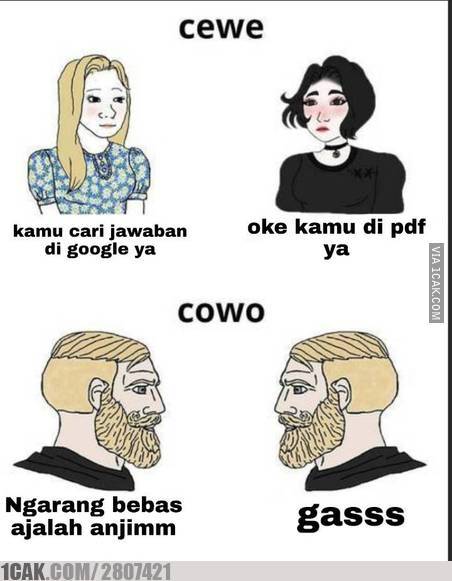 cewe
kamu cari jawaban
di google ya
oke kamu di pdf
ya
VIA 1CAK.COM
cowo
Ngarang bebas
ajalah anjimm
gasss
1CAK.COM/2807421